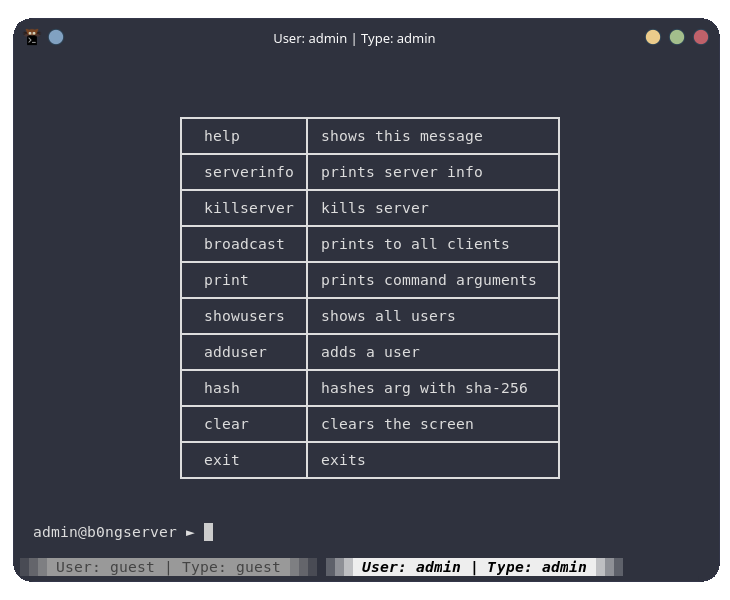 User: admin | Type: admin
help shows this message
serverinfo prints server info
killserver kills server
broadcast prints to all clients
print prints command arguments
showusers shows all users
adduser adds a user
hash hashes arg with sha-256
clear clears the screen
exit exits
admin@b0ngserver ►
User: guest | Type: guest User: admin | Type: admin